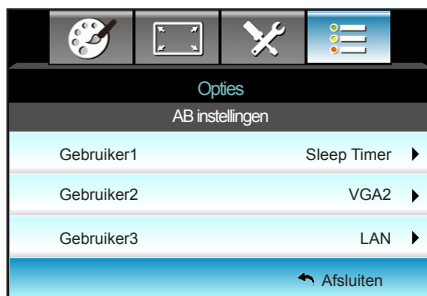 Opties
AB instellingen
Gebruiker1 Sleep Timer
Gebruiker2 VGA2
Gebruiker3 LAN
Afsluiten